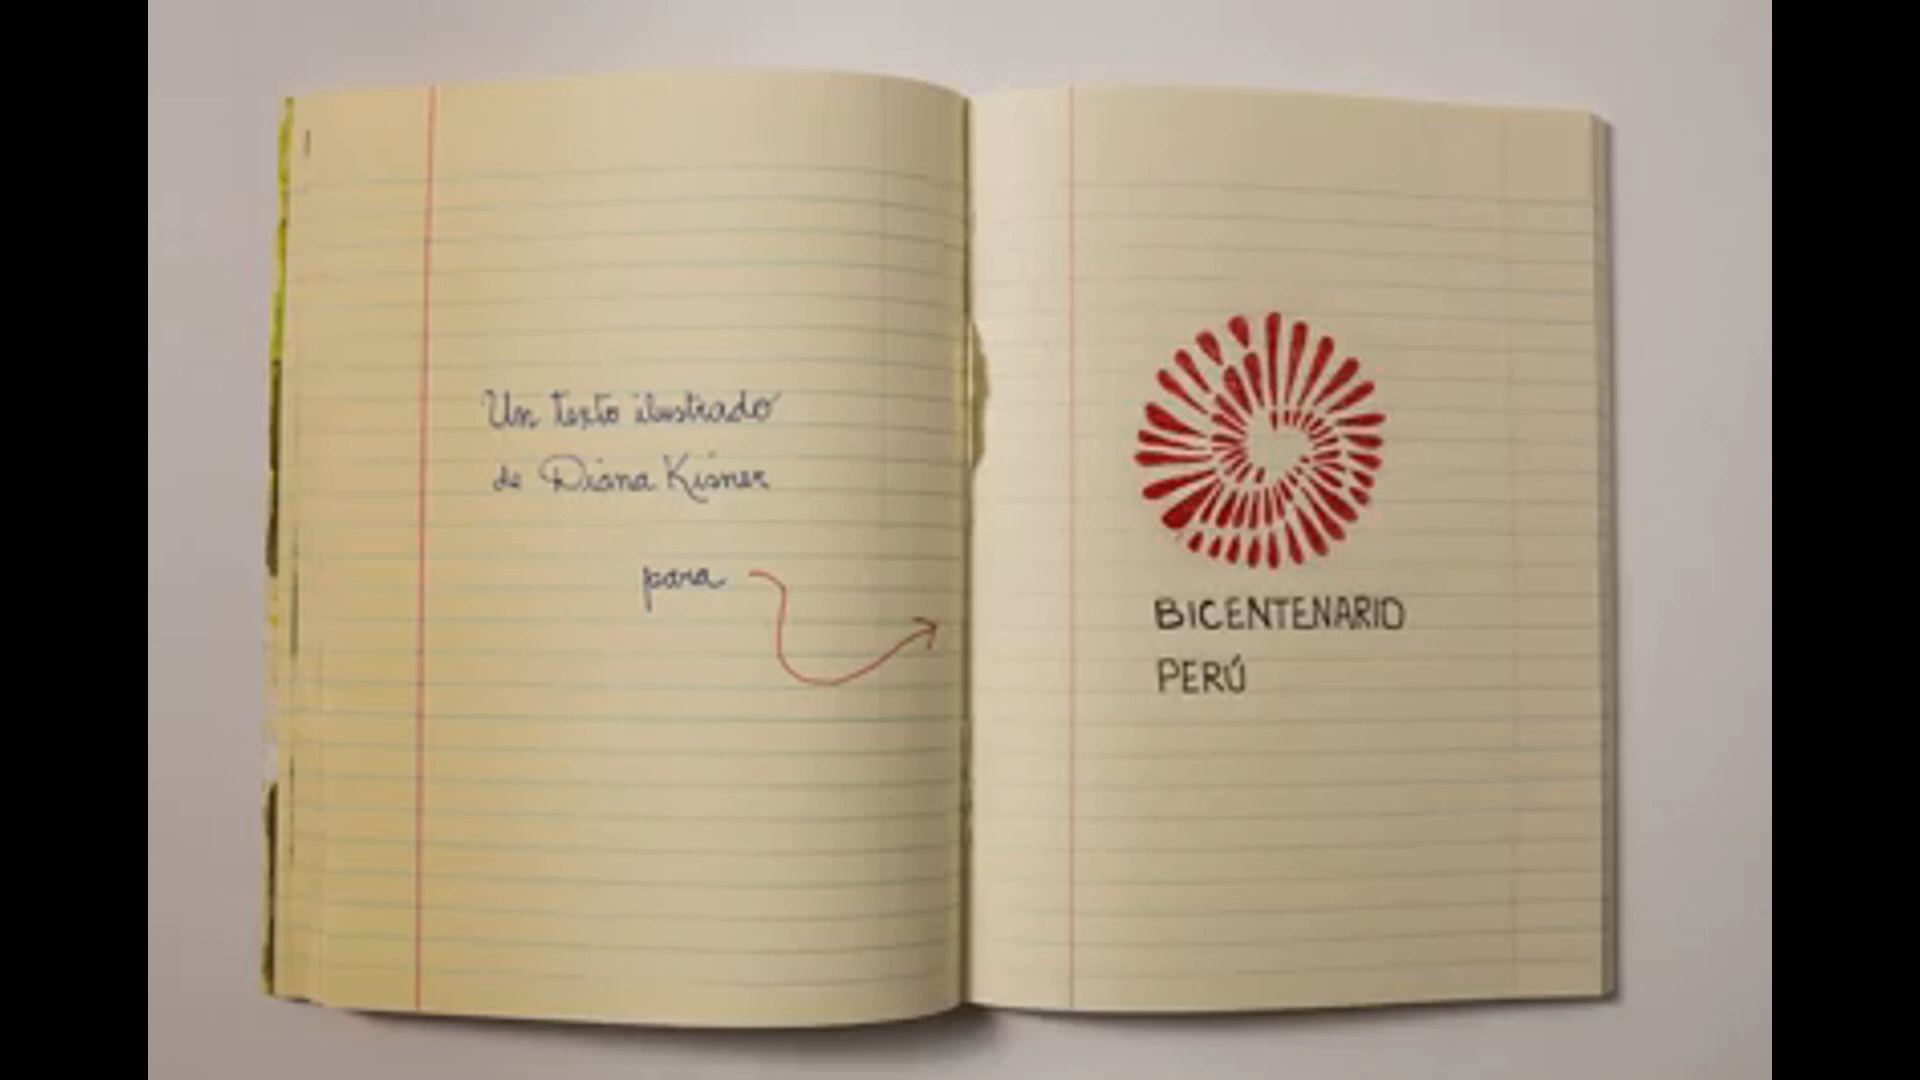 Un texto ilustrado
de Diana Kisner
para
BICENTENARIO
PERÚ